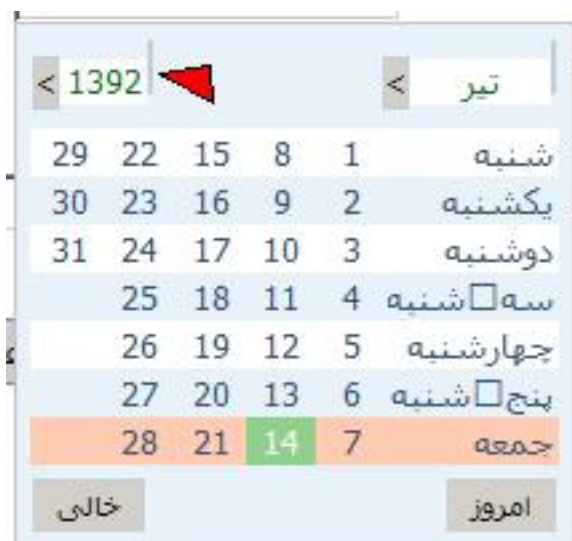 تیر > 1392 >
شنبه 1 8 15 22 29
یکشنبه 2 9 16 23 30
دوشنبه 3 10 17 24 31
سه□شنبه 4 11 18 25
چهارشنبه 5 12 19 26
پنج□شنبه 6 13 20 27
جمعه 7 14 21 28
امروز خالی